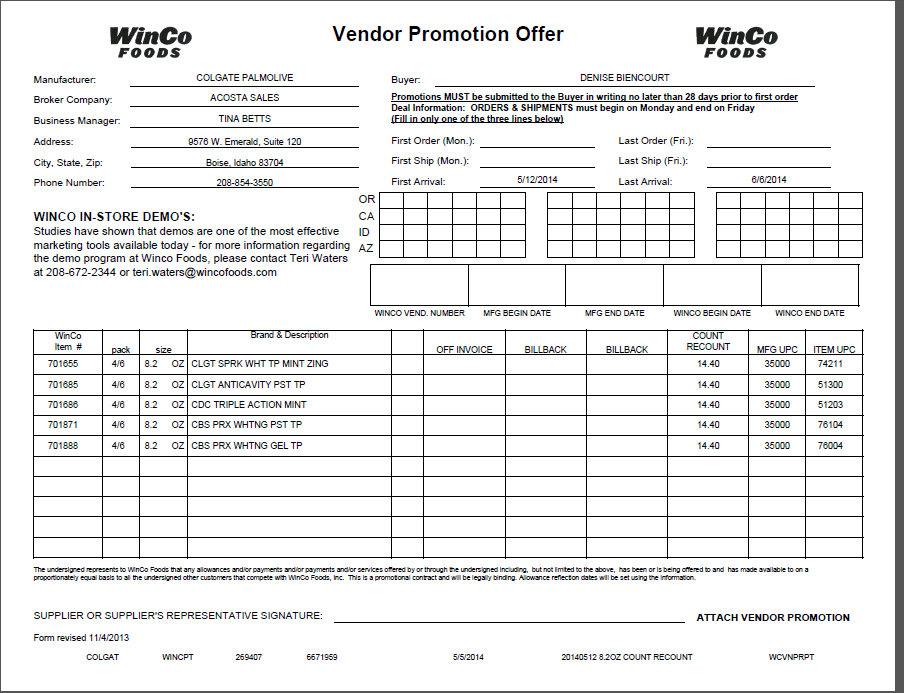 WinCo FOODS
Vendor Promotion Offer
WinCo FOODS
Manufacturer: COLGATE PALMOLIVE
Buyer: DENISE BIENCOURT
Broker Company: ACOSTA SALES
Promotions MUST be submitted to the Buyer in writing no later than 28 days prior to first order
Deal Information: ORDERS & SHIPMENTS must begin on Monday and end on Friday
(Fill in only one of the three lines below)
Business Manager: TINA BETTS
Address: 9576 W. Emerald, Suite 120
First Order (Mon.):
Last Order (Fri.):
City, State, Zip: Boise, Idaho 83704
First Ship (Mon.):
Last Ship (Fri.):
Phone Number: 208-854-3550
First Arrival: 5/12/2014
Last Arrival: 6/6/2014
OR
CA
ID
AZ
WINCO IN-STORE DEMO'S:
Studies have shown that demos are one of the most effective
marketing tools available today - for more information regarding
the demo program at Winco Foods, please contact Teri Waters
at 208-672-2344 or teri.waters@wincofoods.com
WINCO VEND. NUMBER MFG BEGIN DATE MFG END DATE WINCO BEGIN DATE WINCO END DATE
WinCo Item # pack size Brand & Description OFF INVOICE BILLBACK BILLBACK COUNT RECOUNT MFG UPC ITEM UPC
701655 4/6 8.2 OZ CLGT SPRK WHT TP MINT ZING 14.40 35000 74211
701685 4/6 8.2 OZ CLGT ANTICAVITY PST TP 14.40 35000 51300
701686 4/6 8.2 OZ CDC TRIPLE ACTION MINT 14.40 35000 51203
701871 4/6 8.2 OZ CBS PRX WHTNG PST TP 14.40 35000 76104
701888 4/6 8.2 OZ CBS PRX WHTNG GEL TP 14.40 35000 76004
The undersigned represents to WinCo Foods that any allowances and/or payments and/or payments and/or services offered by or through the undersigned including, but not limited to the above, has been or is being offered to and has made available to on a
proportionately equal basis to all the undersigned other customers that compete with WinCo Foods, Inc. This is a promotional contract and will be legally binding. Allowance reflection dates will be set using the information.
SUPPLIER OR SUPPLIER'S REPRESENTATIVE SIGNATURE:
ATTACH VENDOR PROMOTION
Form revised 11/4/2013
COLGAT WINCPT 269407 6671959 5/5/2014 20140512 8.2OZ COUNT RECOUNT WCVNPRPT